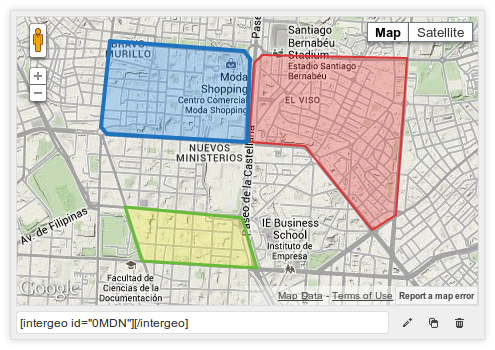 Santiago
Bernabéu
Stadium
Estadio Santiago
Bernabéu
Map
Satellite
BRAVO
MURILLO
Moda
Shopping
Centro Comercial
Moda Shopping
EL VISO
NUEVOS
MINISTERIOS
Paseo de la Castellana
Pase
Av. de Filipinas
IE Business
School
Instituto de
Empresa
Facultad de
Ciencias de la
Documentación
Google
Map Data - Terms of Use
Report a map error
[intergeo id="0MDN"][/intergeo]